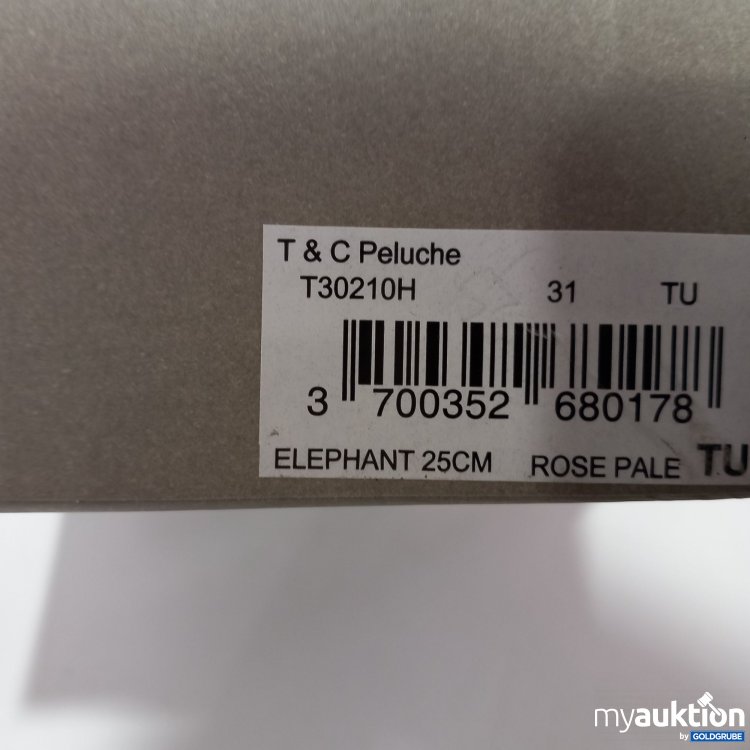 T & C Peluche
T30210H 31 TU
3 700352 680178
ELEPHANT 25CM ROSE PALE TU
myauktion
by GOLDGRUBE